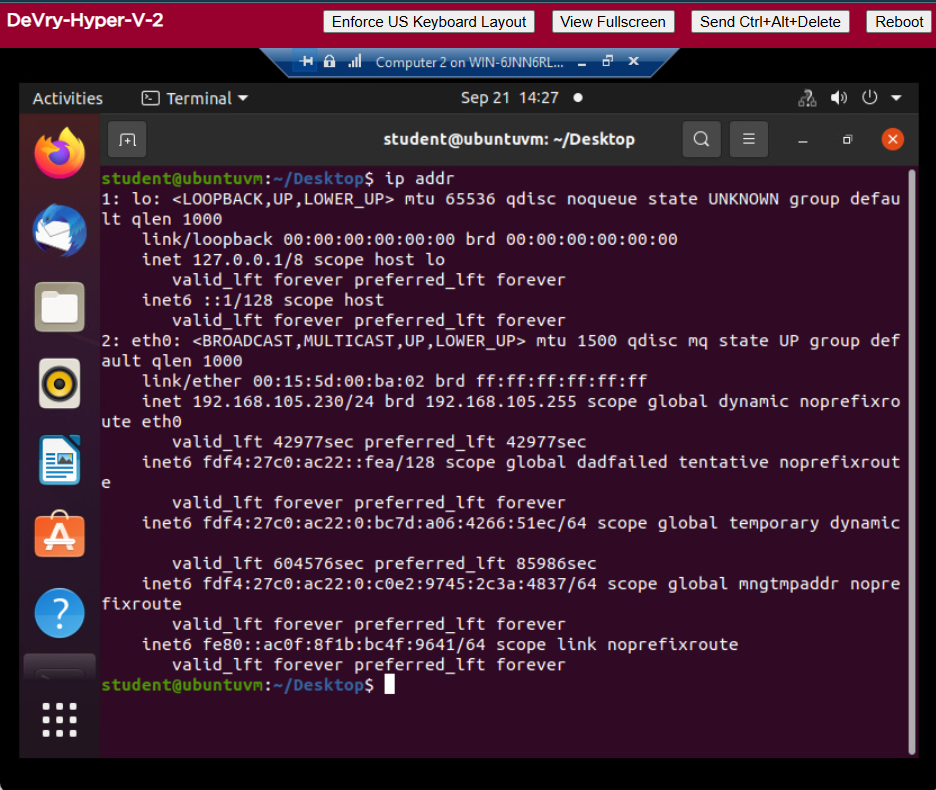 DeVry-Hyper-V-2
Enforce US Keyboard Layout
View Fullscreen
Send Ctrl+Alt+Delete
Reboot
Computer 2 on WIN-6JNN6RL...
Activities
Terminal
Sep 21 14:27
student@ubuntuvm: ~/Desktop
student@ubuntuvm:~/Desktop$ ip addr
1: lo: <LOOPBACK,UP,LOWER_UP> mtu 65536 qdisc noqueue state UNKNOWN group defau
lt qlen 1000
link/loopback 00:00:00:00:00:00 brd 00:00:00:00:00:00
inet 127.0.0.1/8 scope host lo
valid_lft forever preferred_lft forever
inet6 ::1/128 scope host
valid_lft forever preferred_lft forever
2: eth0: <BROADCAST,MULTICAST,UP,LOWER_UP> mtu 1500 qdisc mq state UP group def
ault qlen 1000
link/ether 00:15:5d:00:ba:02 brd ff:ff:ff:ff:ff:ff
inet 192.168.105.230/24 brd 192.168.105.255 scope global dynamic noprefixro
ute eth0
valid_lft 42977sec preferred_lft 42977sec
inet6 fdf4:27c0:ac22::fea/128 scope global dadfailed tentative noprefixrout
e
valid_lft forever preferred_lft forever
inet6 fdf4:27c0:ac22:0:bc7d:a06:4266:51ec/64 scope global temporary dynamic
valid_lft 604576sec preferred_lft 85986sec
inet6 fdf4:27c0:ac22:0:c0e2:9745:2c3a:4837/64 scope global mngtmpaddr nopre
fixroute
valid_lft forever preferred_lft forever
inet6 fe80::ac0f:8f1b:bc4f:9641/64 scope link noprefixroute
valid_lft forever preferred_lft forever
student@ubuntuvm:~/Desktop$